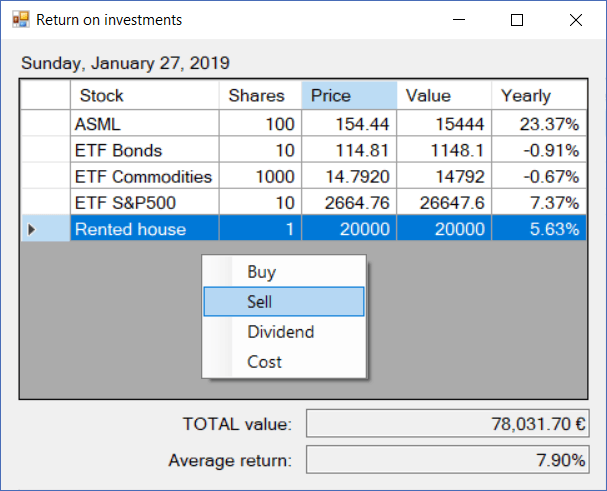 Return on investments
Sunday, January 27, 2019
Stock Shares Price Value Yearly
ASML 100 154.44 15444 23.37%
ETF Bonds 10 114.81 1148.1 -0.91%
ETF Commodities 1000 14.7920 14792 -0.67%
ETF S&P500 10 2664.76 26647.6 7.37%
Rented house 1 20000 20000 5.63%
Buy
Sell
Dividend
Cost
TOTAL value: 78,031.70 €
Average return: 7.90%